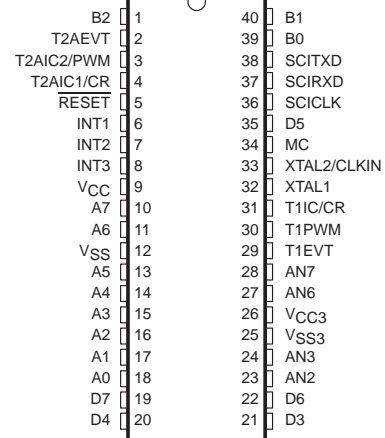 B2 1 40 B1
T2AEVT 2 39 B0
T2AIC2/PWM 3 38 SCITXD
T2AIC1/CR 4 37 SCIRXD
RESET 5 36 SCICLK
INT1 6 35 D5
INT2 7 34 MC
INT3 8 33 XTAL2/CLKIN
VCC 9 32 XTAL1
A7 10 31 T1IC/CR
A6 11 30 T1PWM
VSS 12 29 T1EVT
A5 13 28 AN7
A4 14 27 AN6
A3 15 26 VCC3
A2 16 25 VSS3
A1 17 24 AN3
A0 18 23 AN2
D7 19 22 D6
D4 20 21 D3